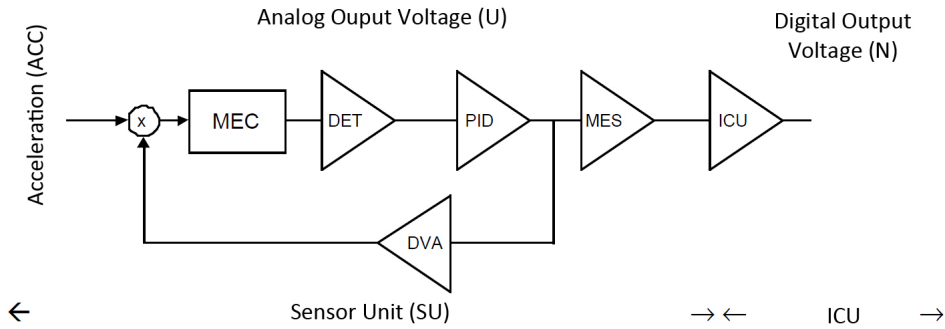 Analog Ouput Voltage (U)
Digital Output
Voltage (N)
Acceleration (ACC)
x
MEC
DET
PID
MES
ICU
DVA
← Sensor Unit (SU) → ← ICU →